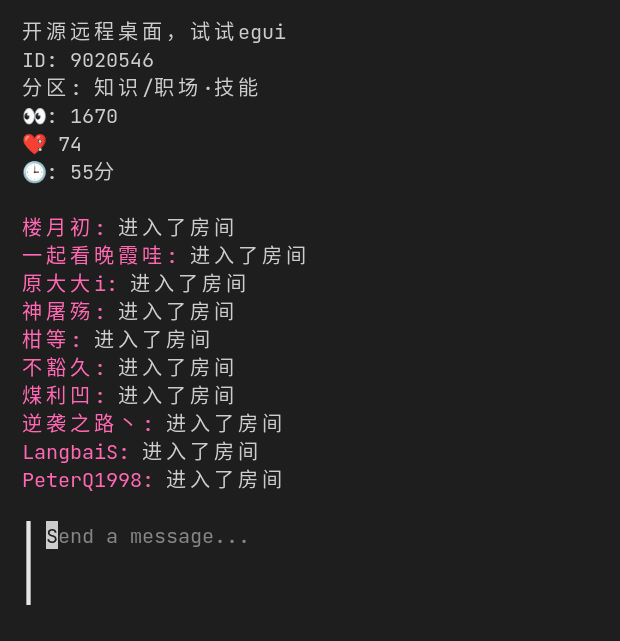 开源远程桌面，试试egui
ID: 9020546
分区: 知识/职场·技能
👀: 1670
💖: 74
🕒: 55分
楼月初: 进入了房间
一起看晚霞哇: 进入了房间
原大大i: 进入了房间
神屠殇: 进入了房间
柑等: 进入了房间
不豁久: 进入了房间
煤利凹: 进入了房间
逆袭之路丶: 进入了房间
LangbaiS: 进入了房间
PeterQ1998: 进入了房间
Send a message...